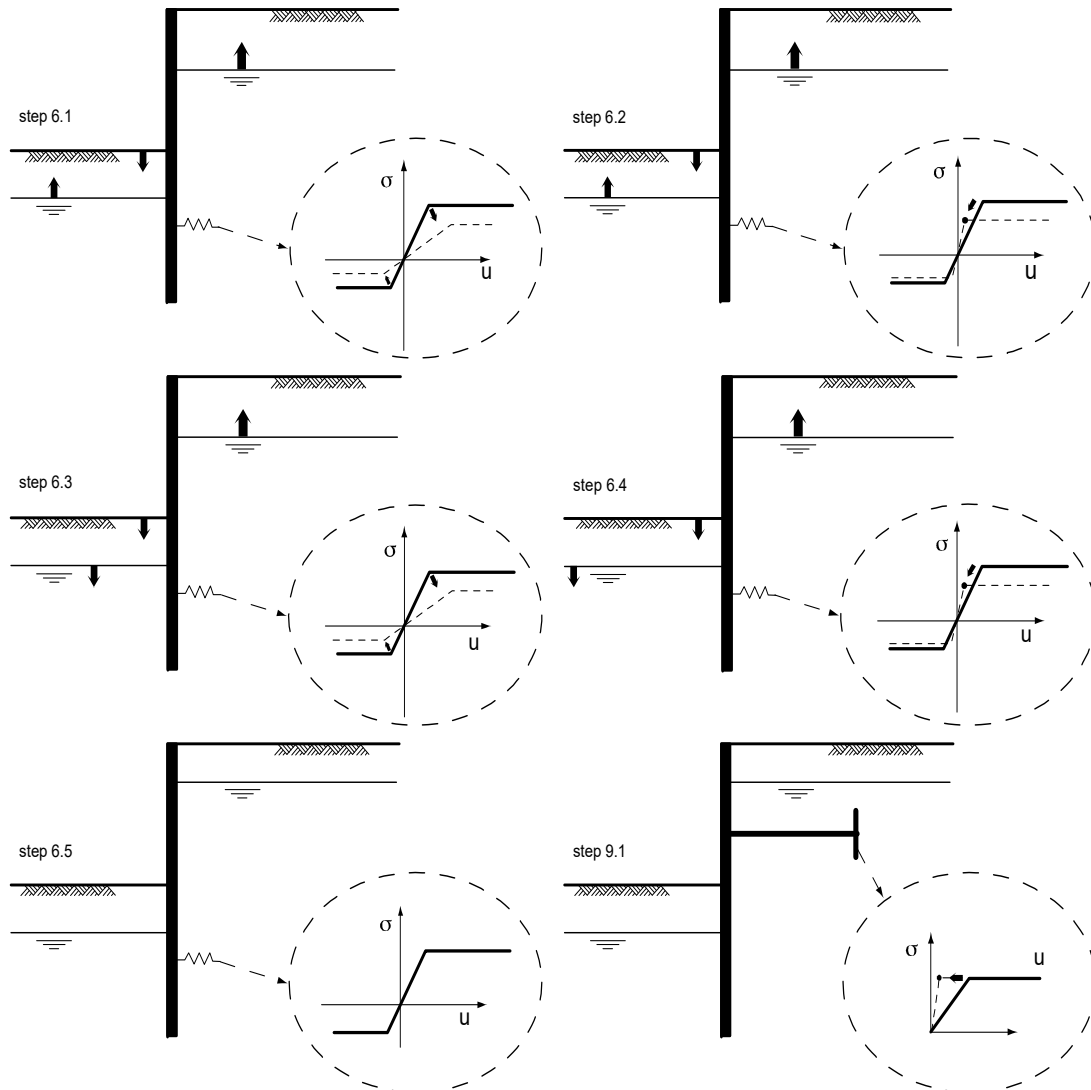 step 6.1
σ
u
step 6.2
σ
u
step 6.3
σ
u
step 6.4
σ
u
step 6.5
σ
u
step 9.1
σ
u